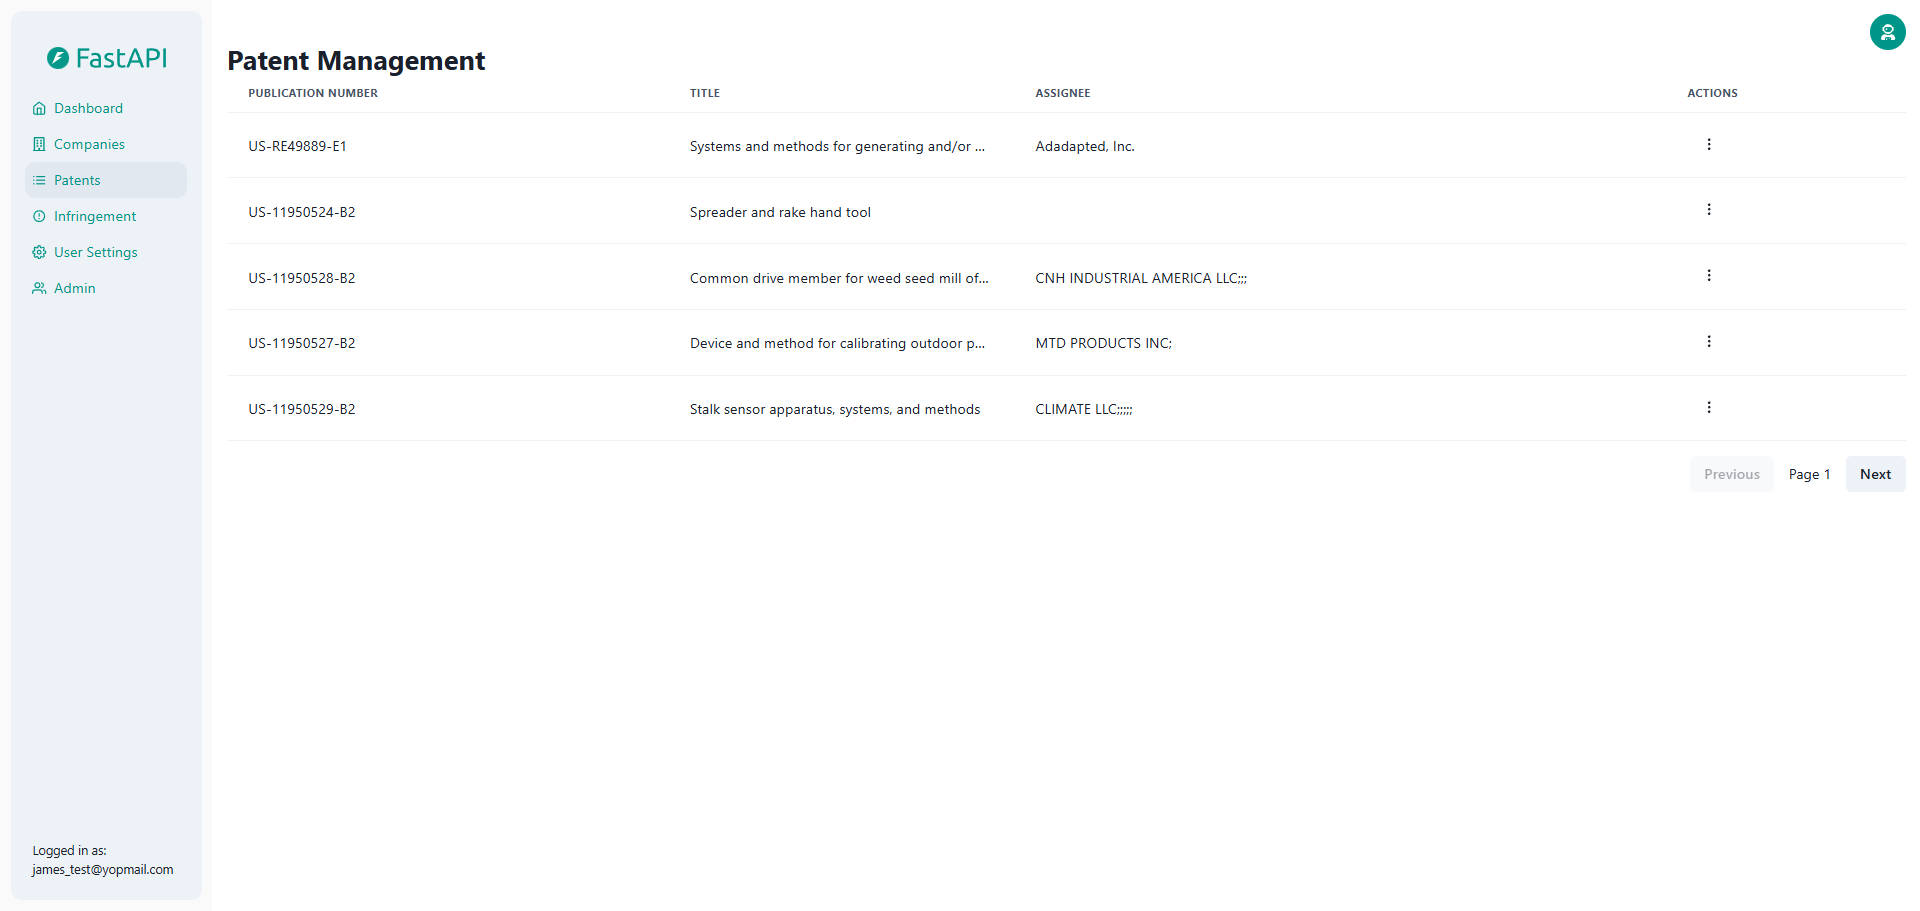 FastAPI
Dashboard
Companies
Patents
Infringement
User Settings
Admin
Logged in as:
james_test@yopmail.com
Patent Management
PUBLICATION NUMBER TITLE ASSIGNEE ACTIONS
US-RE49889-E1 Systems and methods for generating and/or ... Adadapted, Inc.
US-11950524-B2 Spreader and rake hand tool
US-11950528-B2 Common drive member for weed seed mill of... CNH INDUSTRIAL AMERICA LLC;;;
US-11950527-B2 Device and method for calibrating outdoor p... MTD PRODUCTS INC;
US-11950529-B2 Stalk sensor apparatus, systems, and methods CLIMATE LLC;;;;;
Previous Page 1 Next